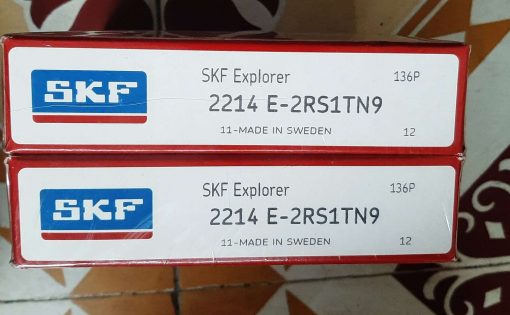 SKF
SKF Explorer 136P
2214 E-2RS1TN9
11-MADE IN SWEDEN 12
SKF
SKF Explorer 136P
2214 E-2RS1TN9
11-MADE IN SWEDEN 12